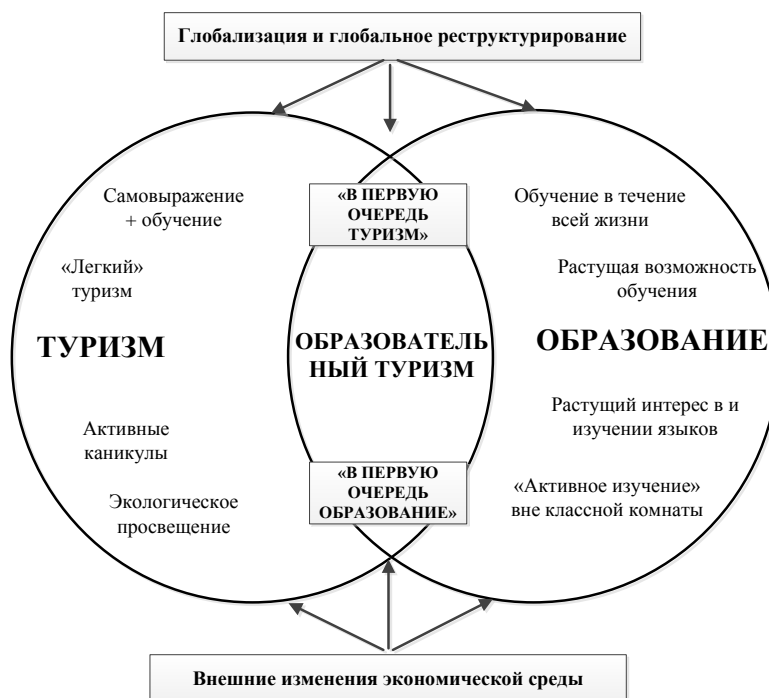 Глобализация и глобальное реструктурирование
Самовыражение
+ обучение
«Легкий»
туризм
ТУРИЗМ
Активные
каникулы
Экологическое
просвещение
«В ПЕРВУЮ
ОЧЕРЕДЬ
ТУРИЗМ»
ОБРАЗОВАТЕЛЬ
НЫЙ ТУРИЗМ
«В ПЕРВУЮ
ОЧЕРЕДЬ
ОБРАЗОВАНИЕ»
Обучение в течение
всей жизни
Растущая возможность
обучения
ОБРАЗОВАНИЕ
Растущий интерес в и
изучении языков
«Активное изучение»
вне классной комнаты
Внешние изменения экономической среды